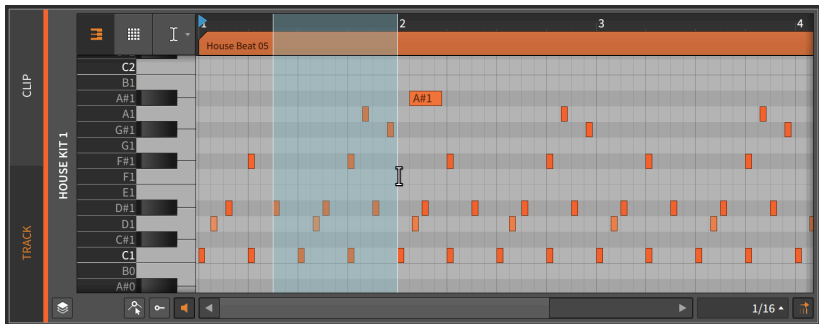 1 2 3 4
House Beat 05
CLIP
TRACK
HOUSE KIT 1
C2
B1
A#1 A#1
A1
G#1
G1
F#1
F1
E1
D#1
D1
C#1
C1
B0
A#0
1/16